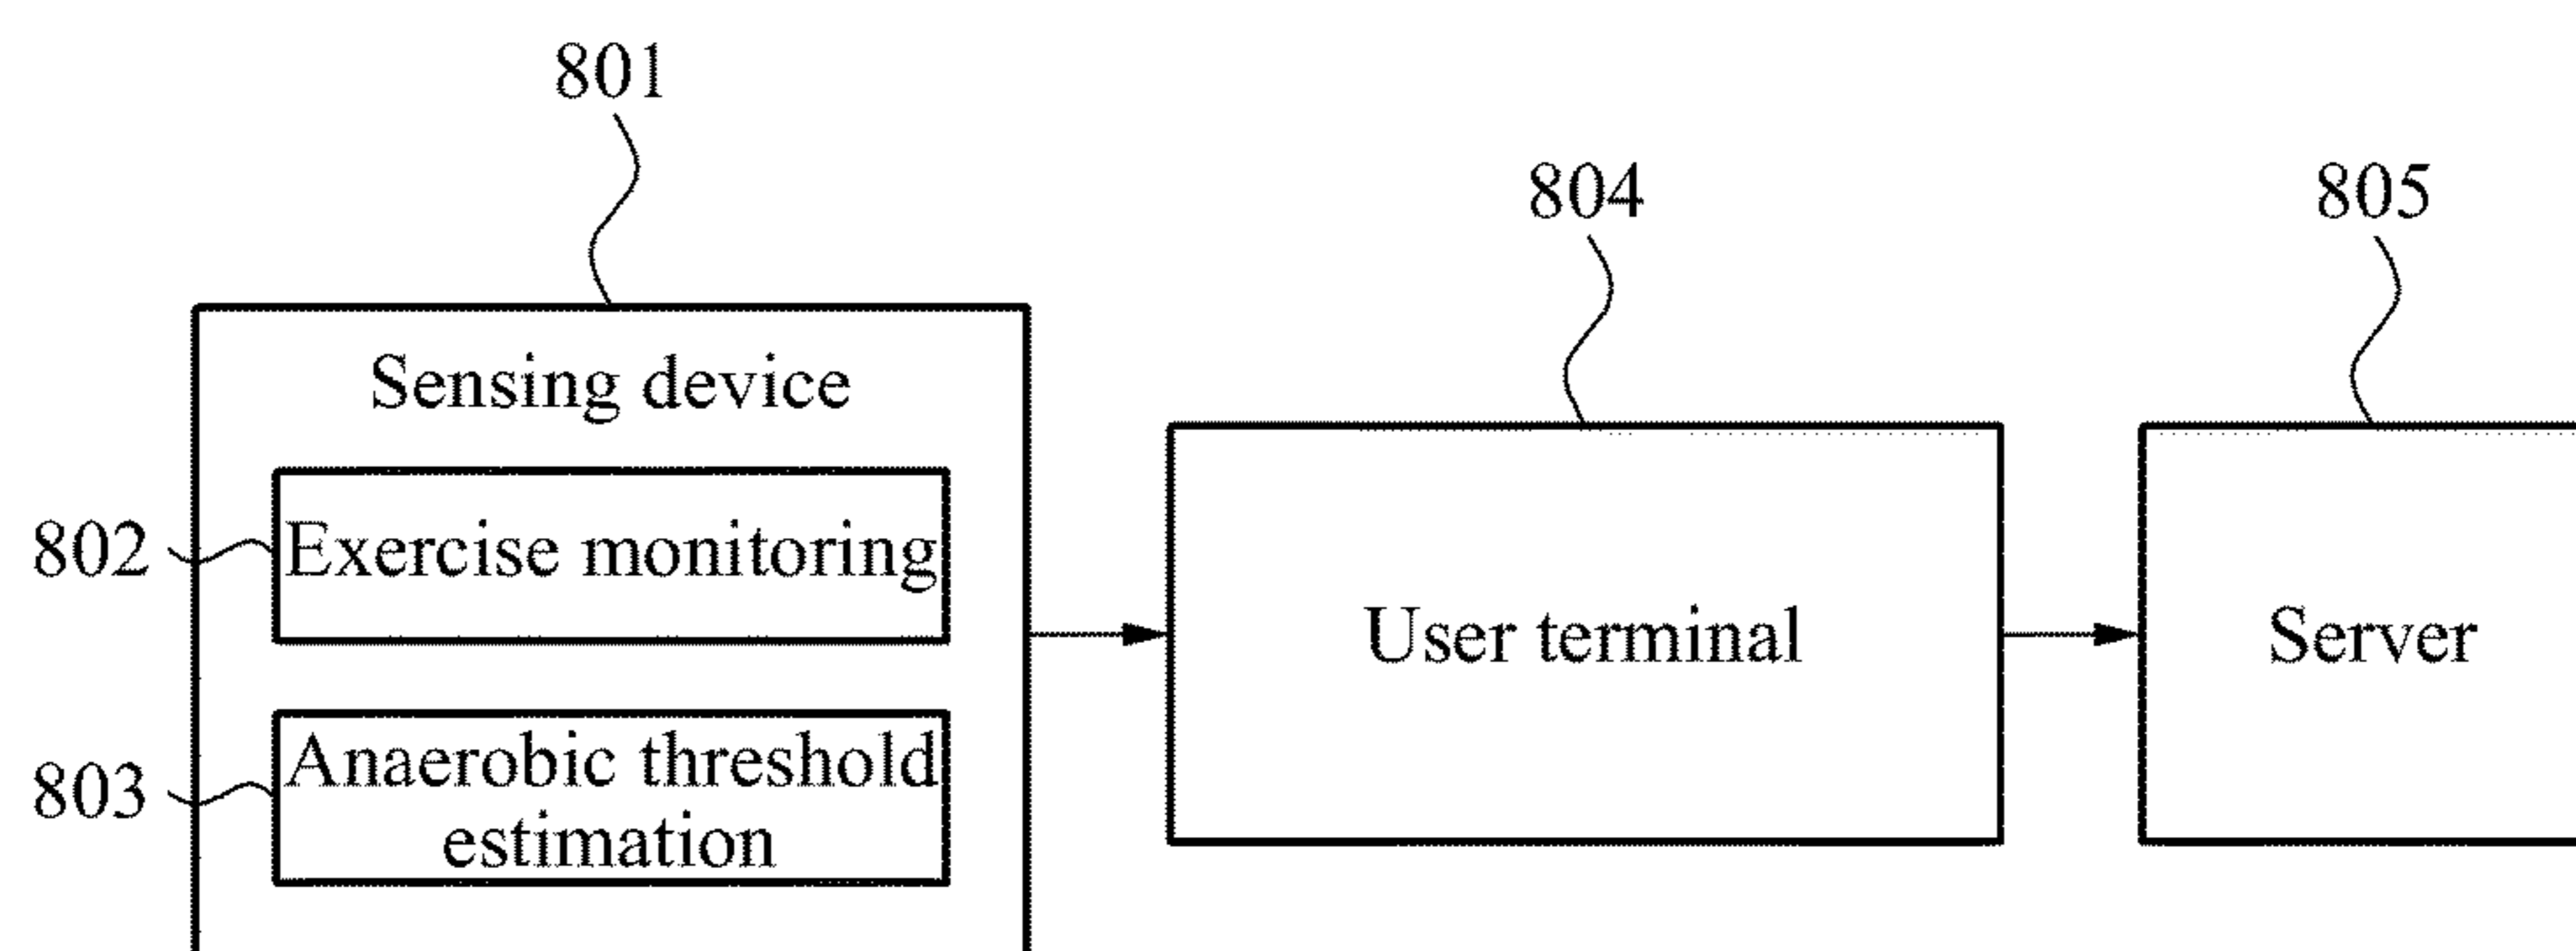 801
804
805
Sensing device
802
Exercise monitoring
User terminal
Server
803
Anaerobic threshold
estimation